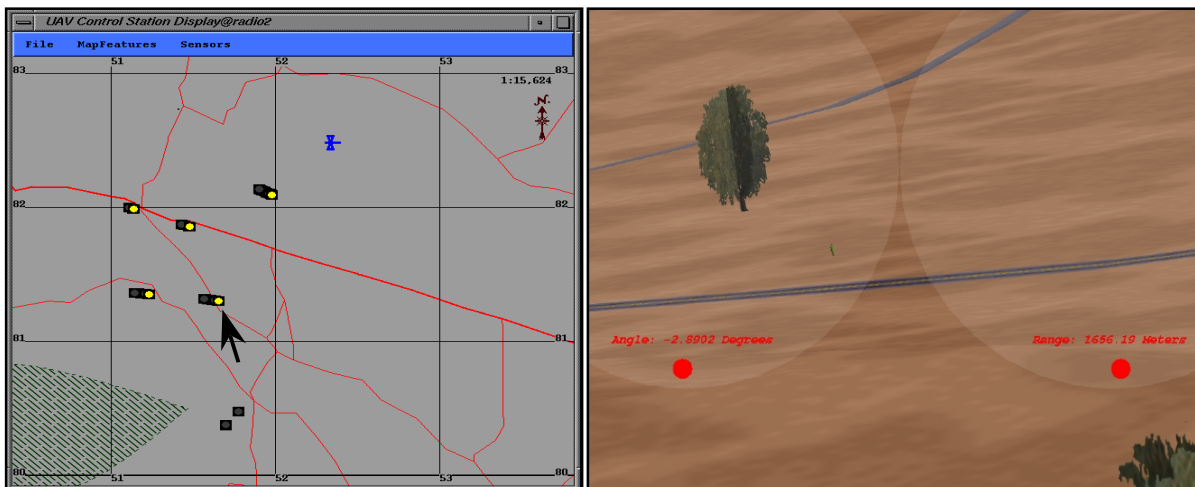 UAV Control Station Display@radio2
File MapFeatures Sensors
51 52 53
83 83
1:15,624
N
82 82
81 81
80 80
51 52 53
Angle: -2.8902 Degrees
Range: 1656.19 Meters